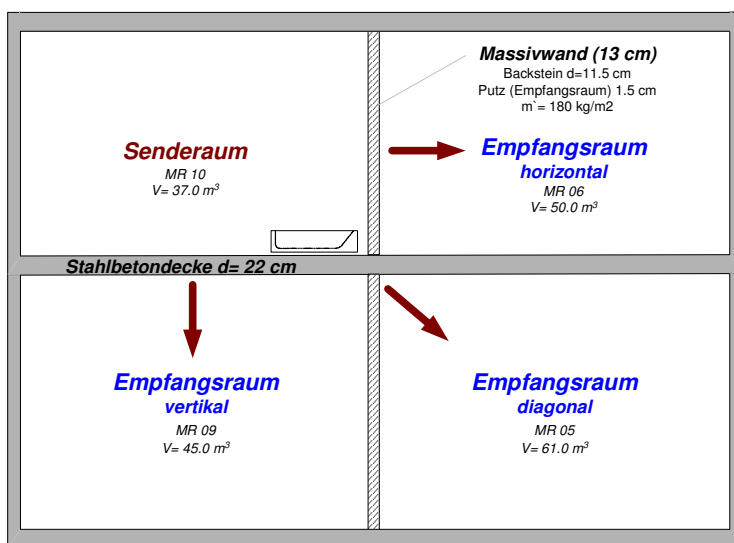 Massivwand (13 cm)
Backstein d=11.5 cm
Putz (Empfangsraum) 1.5 cm
m`= 180 kg/m2
Senderaum
MR 10
V= 37.0 m³
Empfangsraum
horizontal
MR 06
V= 50.0 m³
Stahlbetondecke d= 22 cm
Empfangsraum
vertikal
MR 09
V= 45.0 m³
Empfangsraum
diagonal
MR 05
V= 61.0 m³